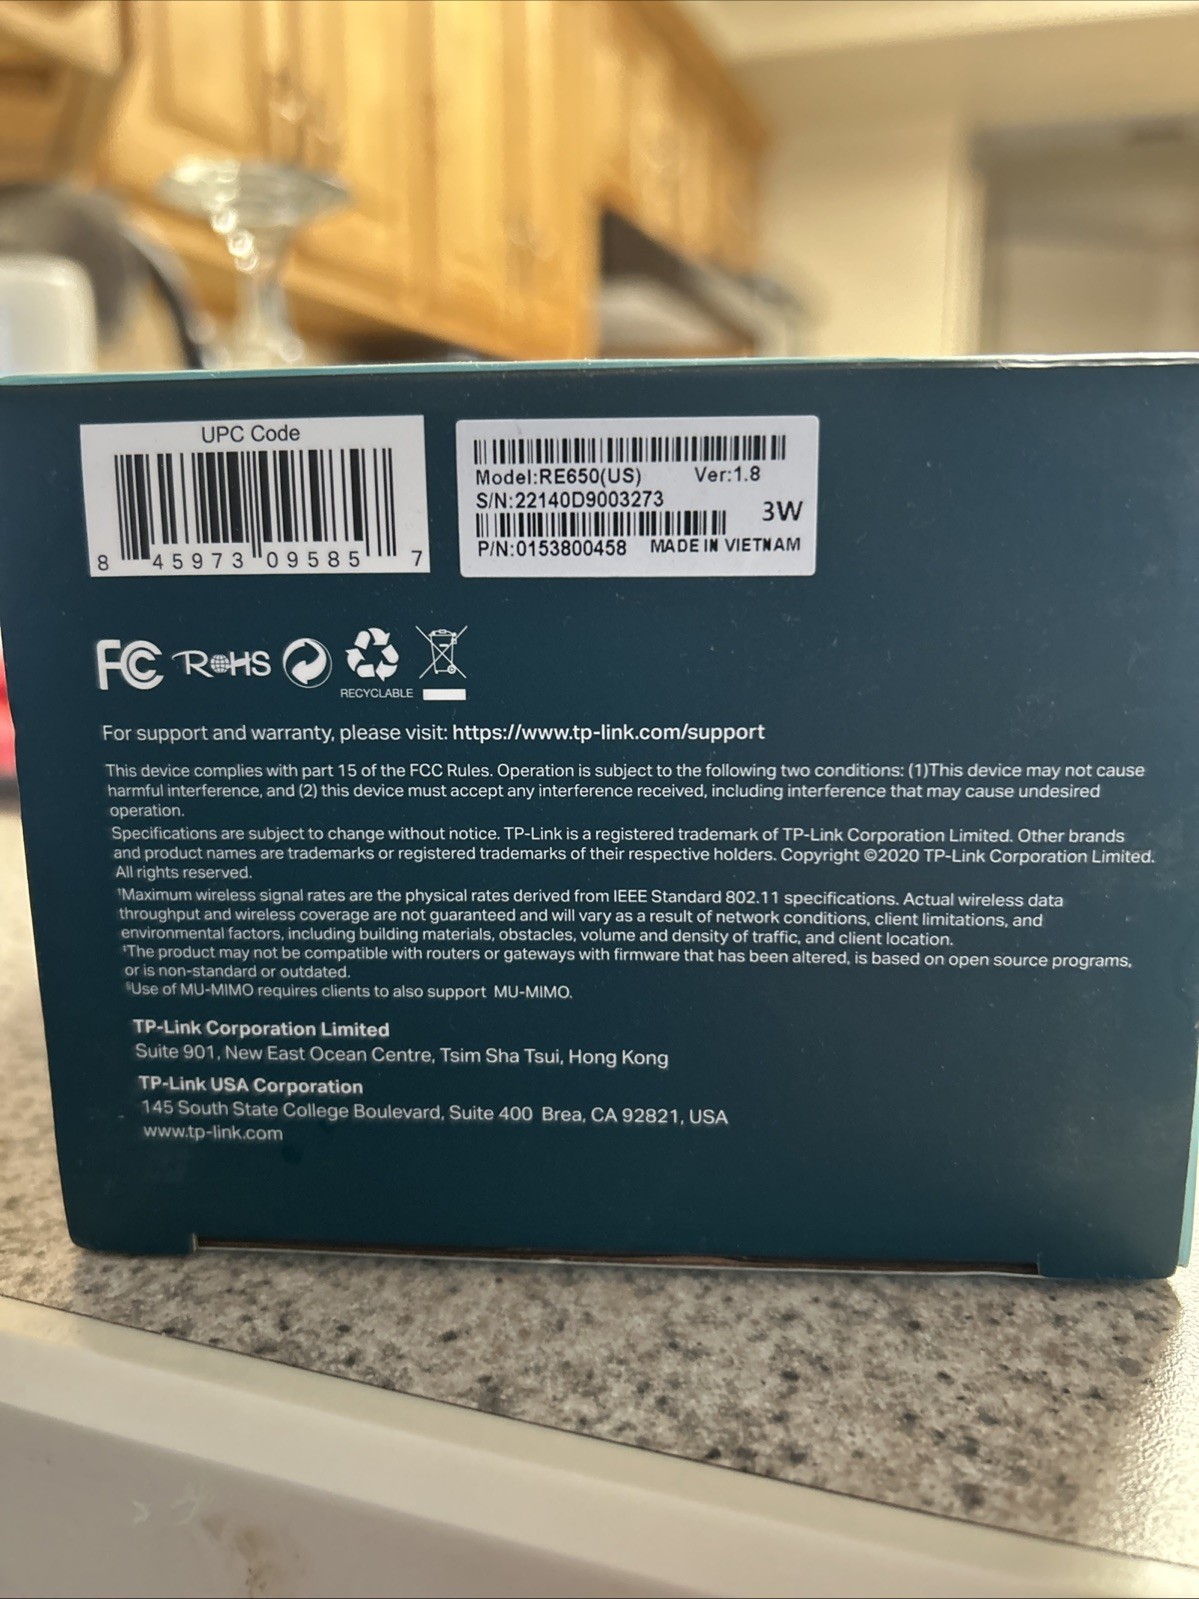 UPC Code
8 45973 09585 7
Model:RE650(US) Ver:1.8
S/N:22140D9003273
3W
P/N:0153800458 MADE IN VIETNAM
FC RoHS
RECYCLABLE
For support and warranty, please visit: https://www.tp-link.com/support
This device complies with part 15 of the FCC Rules. Operation is subject to the following two conditions: (1)This device may not cause
harmful interference, and (2) this device must accept any interference received, including interference that may cause undesired
operation.
Specifications are subject to change without notice. TP-Link is a registered trademark of TP-Link Corporation Limited. Other brands
and product names are trademarks or registered trademarks of their respective holders. Copyright ©2020 TP-Link Corporation Limited.
All rights reserved.
†Maximum wireless signal rates are the physical rates derived from IEEE Standard 802.11 specifications. Actual wireless data
throughput and wireless coverage are not guaranteed and will vary as a result of network conditions, client limitations, and
environmental factors, including building materials, obstacles, volume and density of traffic, and client location.
‡The product may not be compatible with routers or gateways with firmware that has been altered, is based on open source programs,
or is non-standard or outdated.
§Use of MU-MIMO requires clients to also support MU-MIMO.
TP-Link Corporation Limited
Suite 901, New East Ocean Centre, Tsim Sha Tsui, Hong Kong
TP-Link USA Corporation
145 South State College Boulevard, Suite 400 Brea, CA 92821, USA
www.tp-link.com